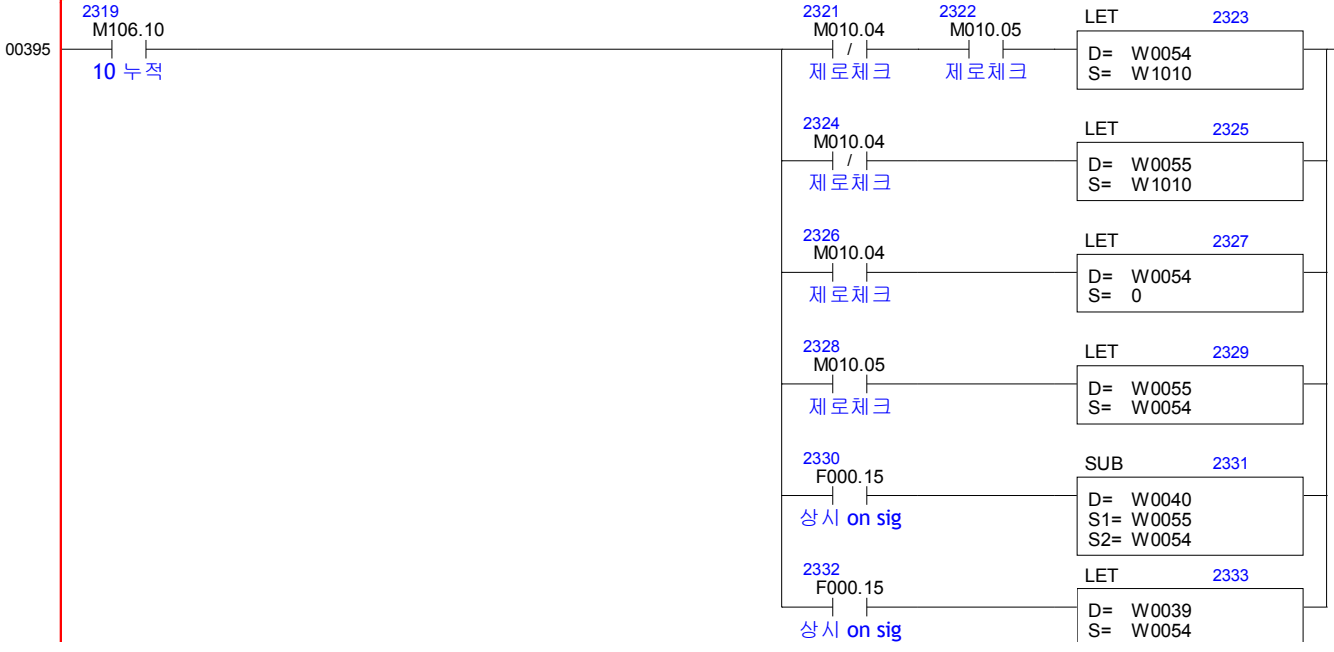 2319 2321 2322 LET 2323
M106.10 M010.04 M010.05
00395 / D= W0054
10 누적 제로체크 제로체크 S= W1010
2324 LET 2325
M010.04
/ D= W0055
제로체크 S= W1010
2326 LET 2327
M010.04
D= W0054
제로체크 S= 0
2328 LET 2329
M010.05
D= W0055
제로체크 S= W0054
2330 SUB 2331
F000.15
D= W0040
상시 on sig S1= W0055
S2= W0054
2332 LET 2333
F000.15
D= W0039
상시 on sig S= W0054